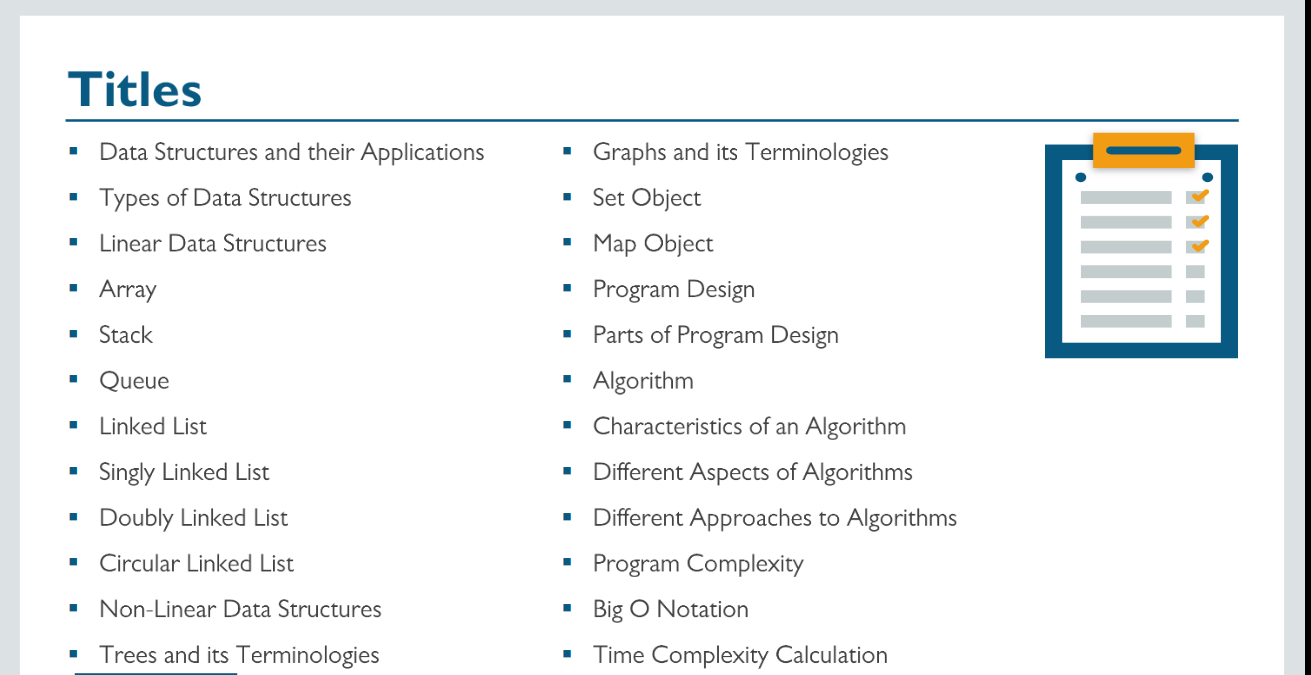 Titles
Data Structures and their Applications
Types of Data Structures
Linear Data Structures
Array
Stack
Queue
Linked List
Singly Linked List
Doubly Linked List
Circular Linked List
Non-Linear Data Structures
Trees and its Terminologies
Graphs and its Terminologies
Set Object
Map Object
Program Design
Parts of Program Design
Algorithm
Characteristics of an Algorithm
Different Aspects of Algorithms
Different Approaches to Algorithms
Program Complexity
Big O Notation
Time Complexity Calculation